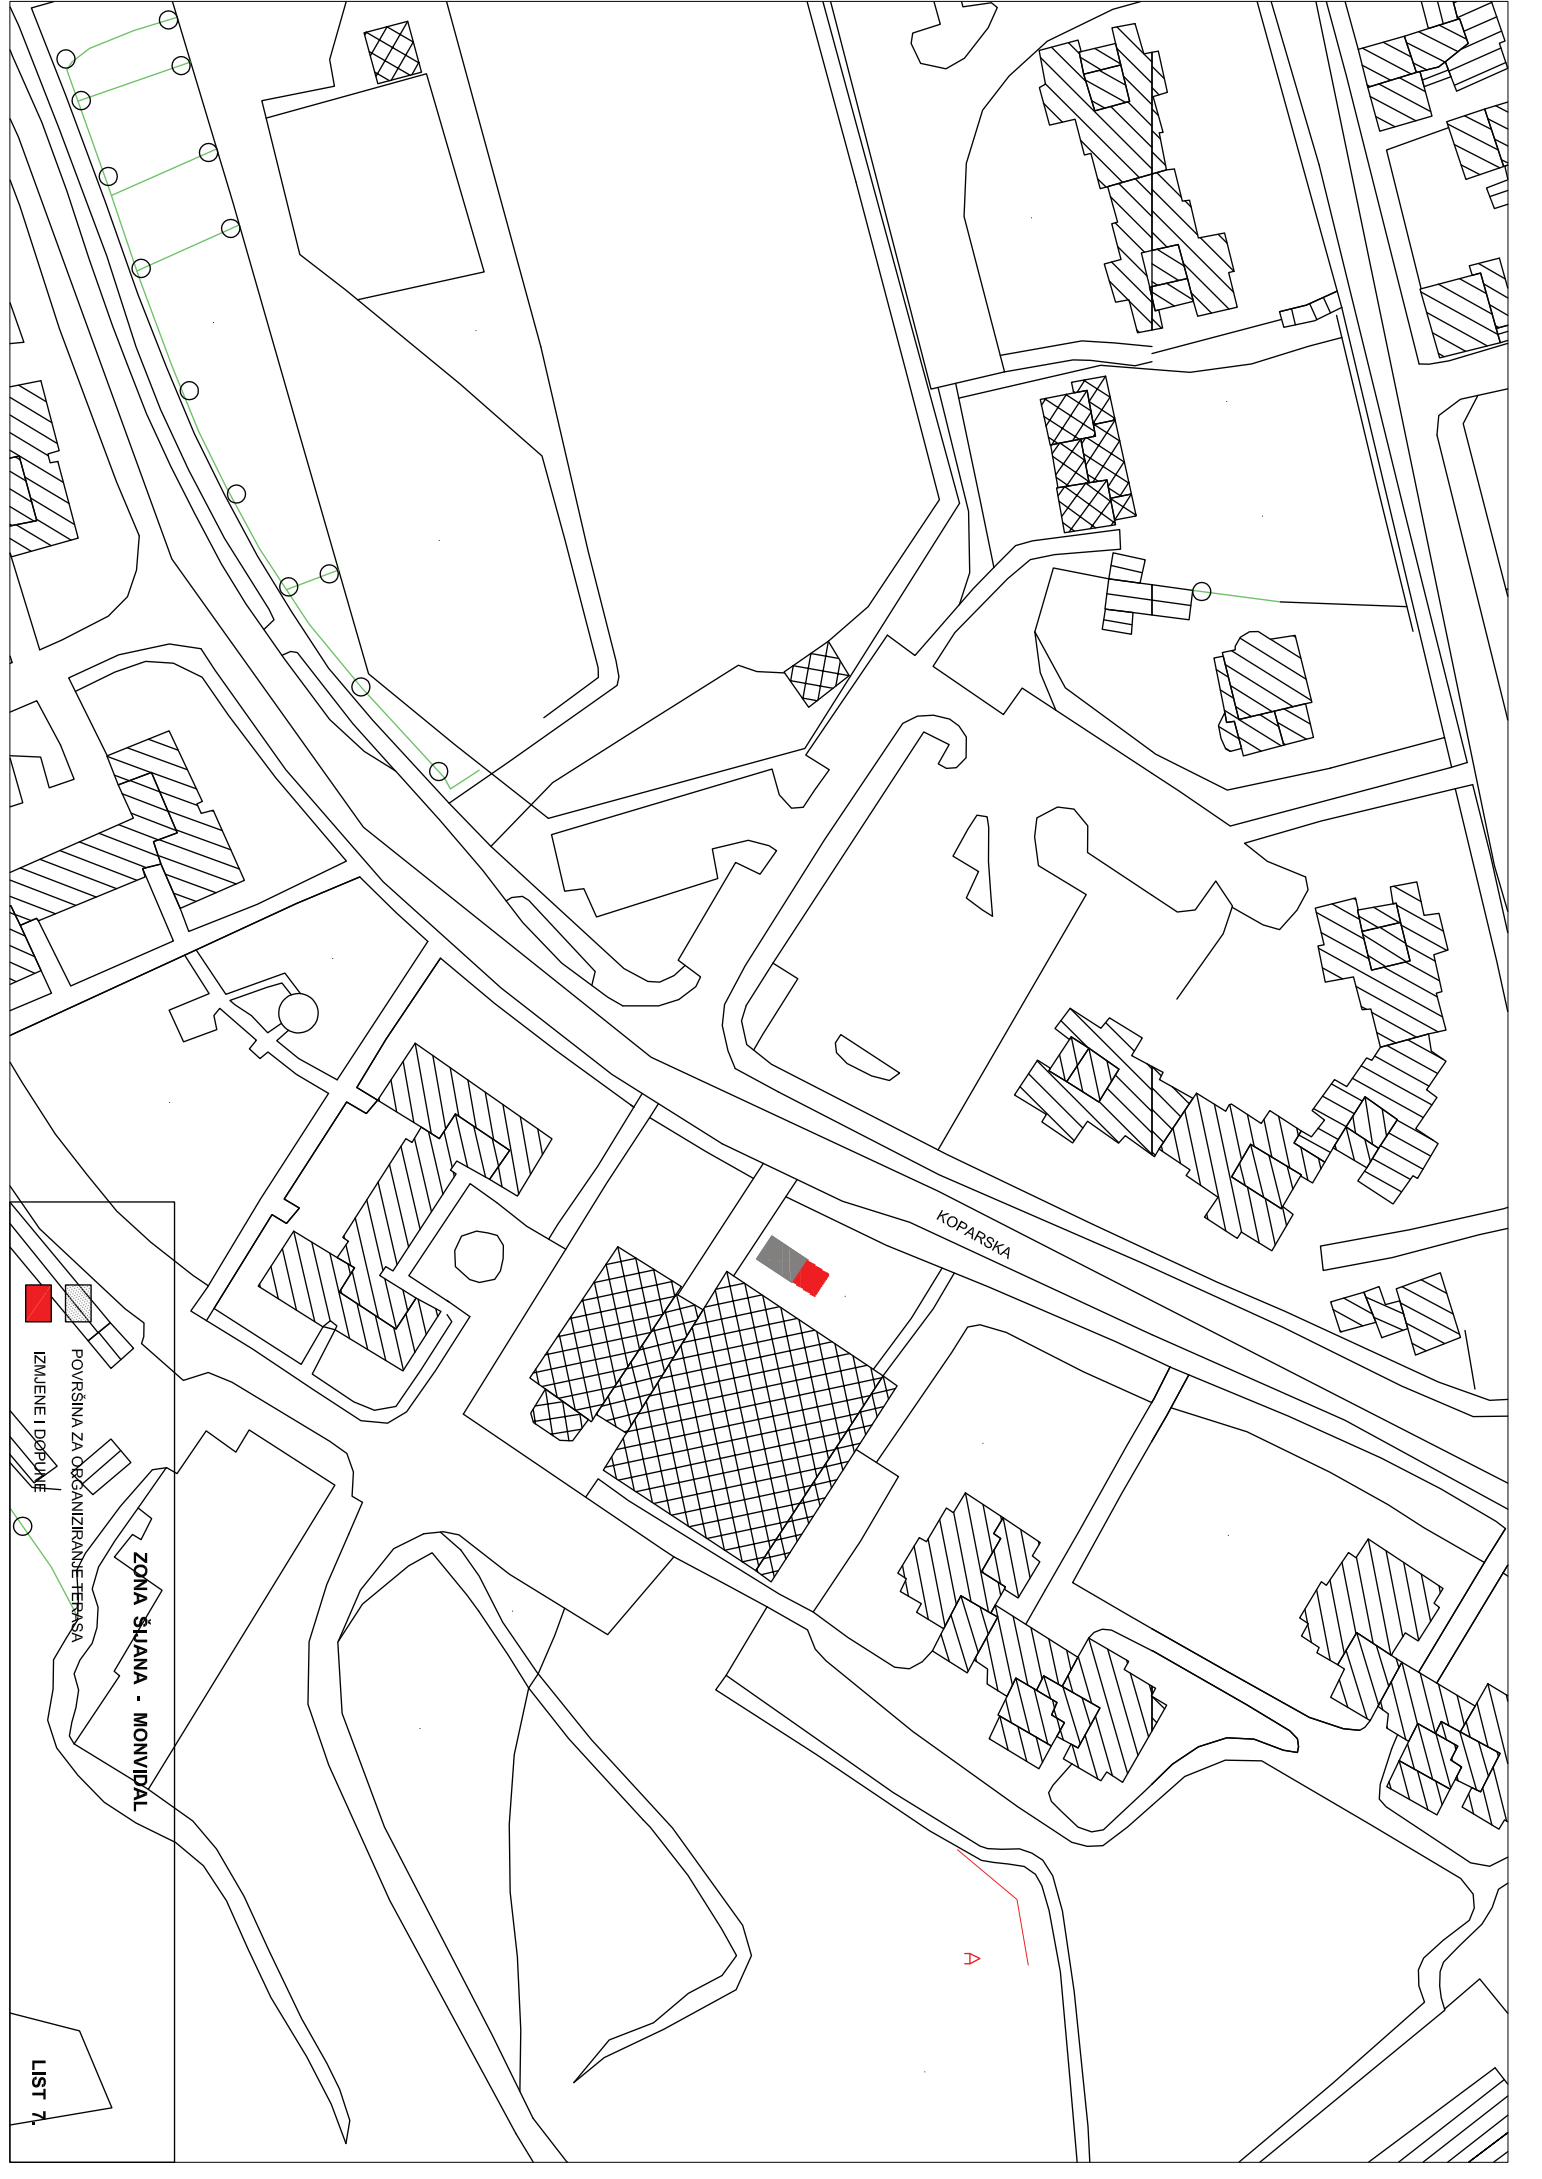 KOPARSKA
A
ZONA ŠIJANA - MONVIDAL
POVRŠINA ZA ORGANIZIRANJE TERASA
IZMJENE I DOPUNE
LIST 7.